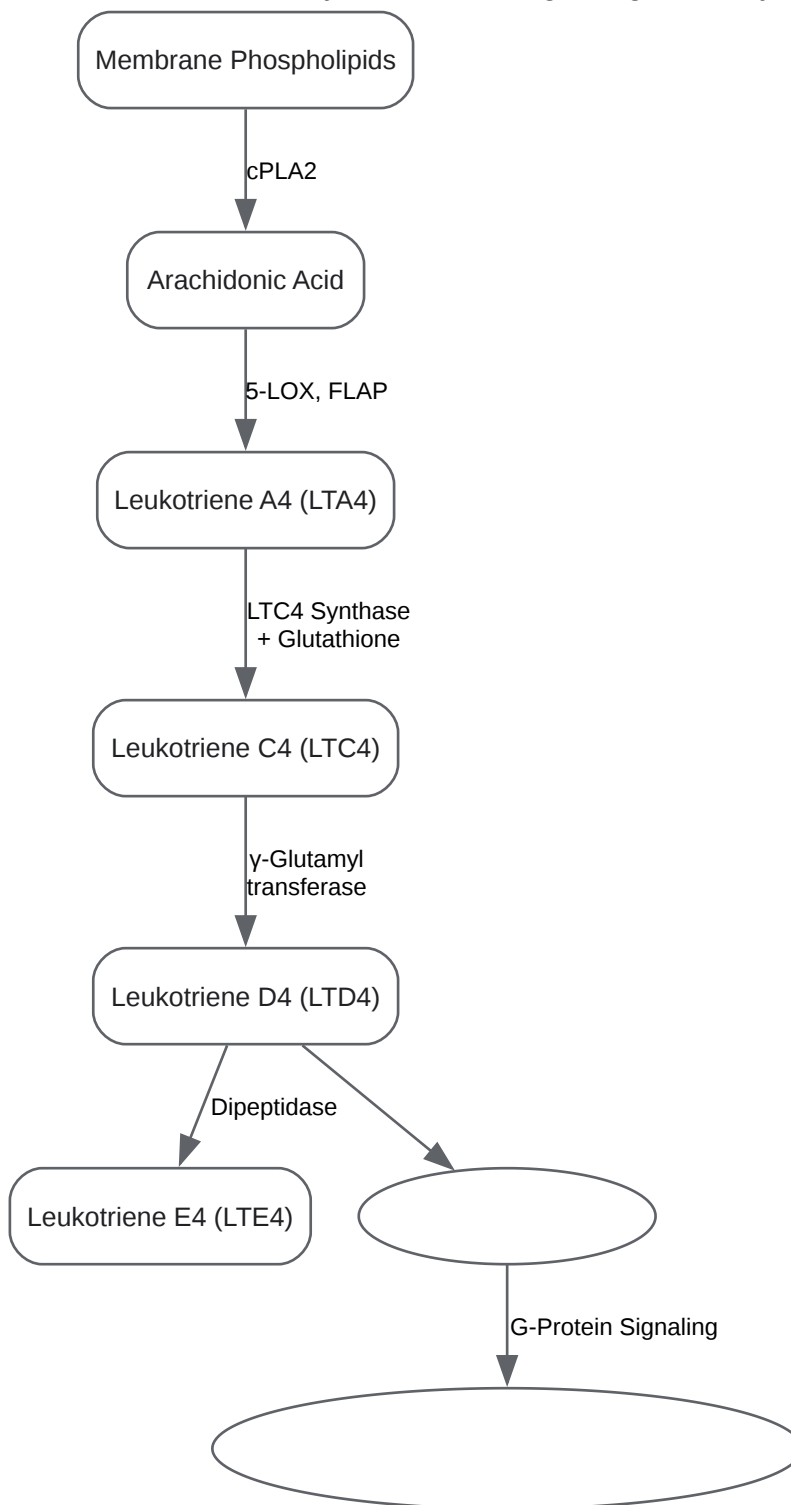 Membrane Phospholipids
cPLA2
Arachidonic Acid
5-LOX, FLAP
Leukotriene A4 (LTA4)
LTC4 Synthase
+ Glutathione
Leukotriene C4 (LTC4)
γ-Glutamyl
transferase
Leukotriene D4 (LTD4)
Dipeptidase
Leukotriene E4 (LTE4)
G-Protein Signaling